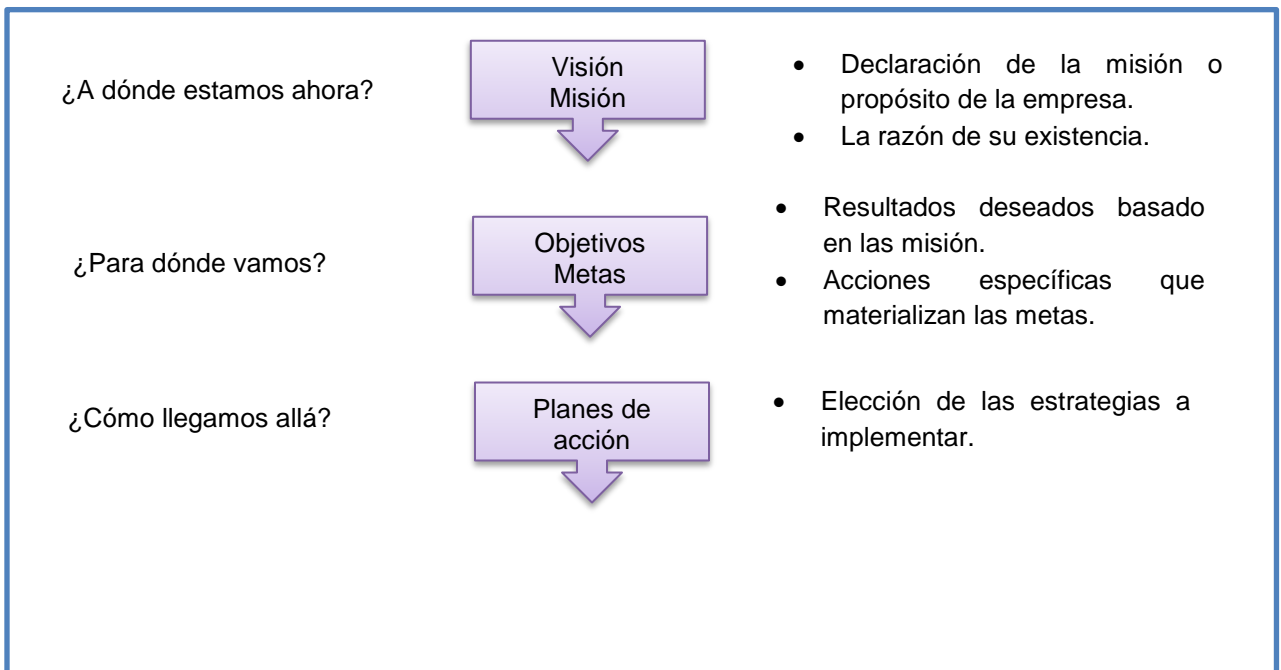 ¿A dónde estamos ahora?
Visión
Misión
• Declaración de la misión o
propósito de la empresa.
• La razón de su existencia.
¿Para dónde vamos?
Objetivos
Metas
• Resultados deseados basado
en las misión.
• Acciones específicas que
materializan las metas.
¿Cómo llegamos allá?
Planes de
acción
• Elección de las estrategias a
implementar.